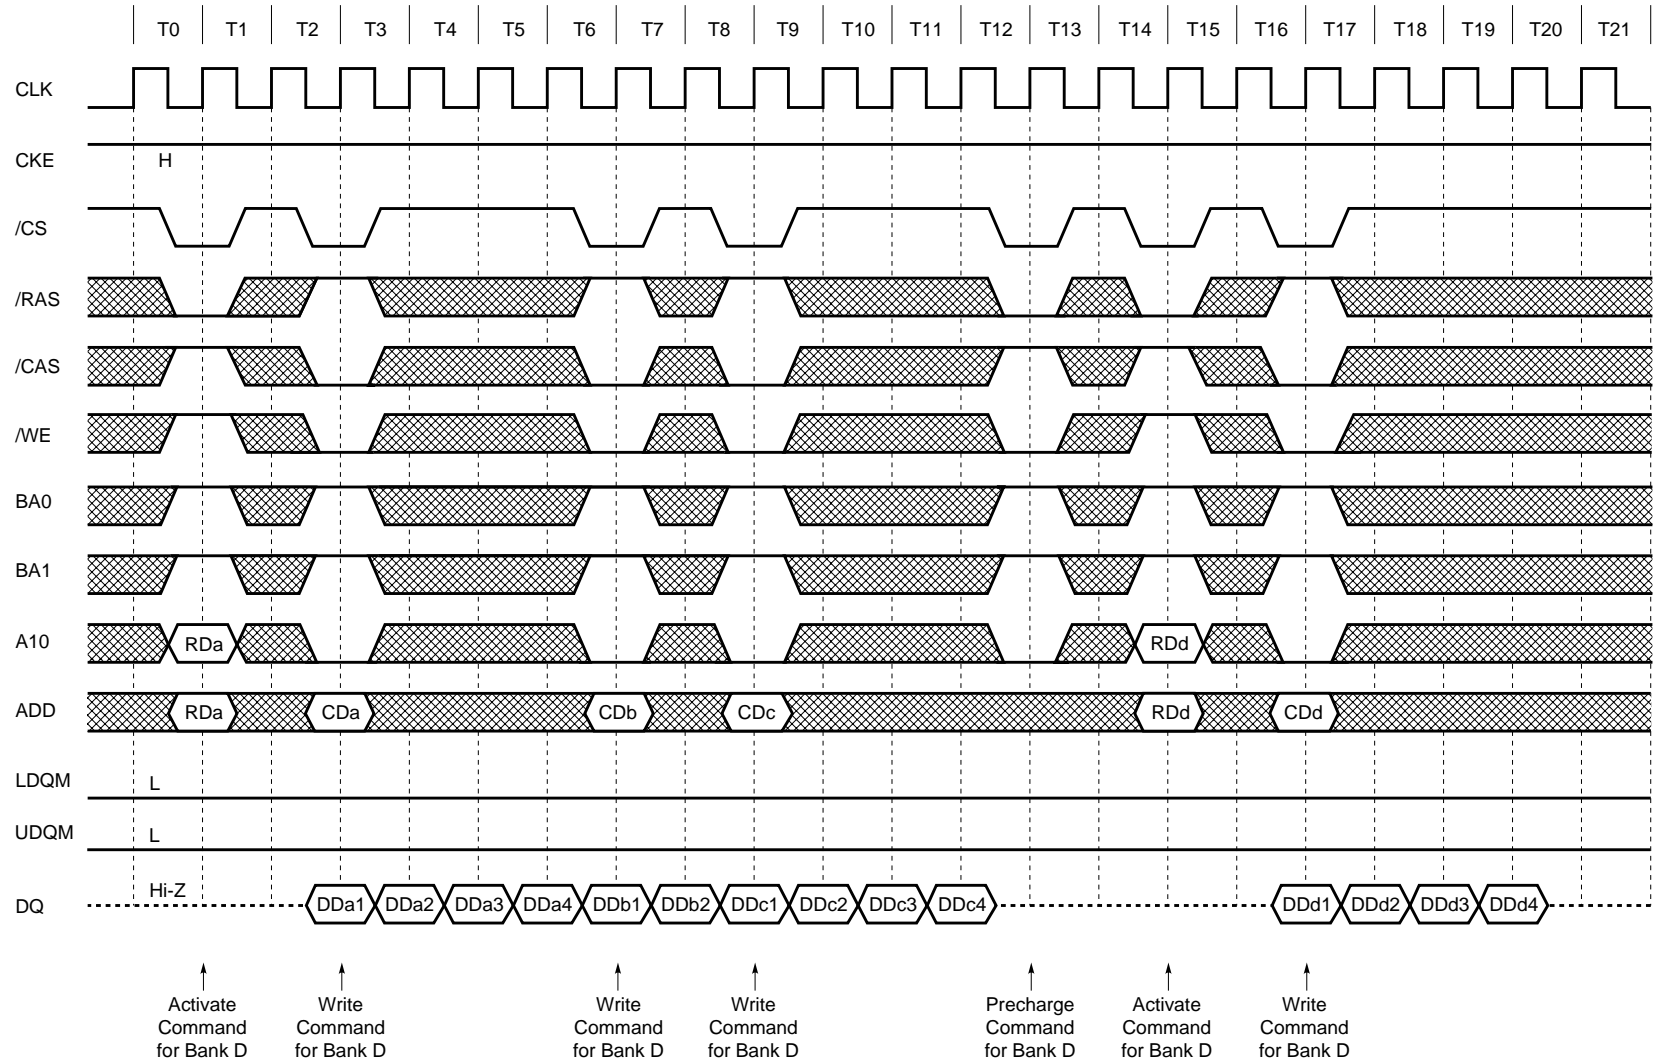 T0 T1 T2 T3 T4 T5 T6 T7 T8 T9 T10 T11 T12 T13 T14 T15 T16 T17 T18 T19 T20 T21
CLK
CKE H
/CS
/RAS
/CAS
/WE
BA0
BA1
A10 RDa RDd
ADD RDa CDa CDb CDc RDd CDd
LDQM L
UDQM L
DQ Hi-Z DDa1 DDa2 DDa3 DDa4 DDb1 DDb2 DDc1 DDc2 DDc3 DDc4 DDd1 DDd2 DDd3 DDd4
Activate
Command
for Bank D
Write
Command
for Bank D
Write
Command
for Bank D
Write
Command
for Bank D
Precharge
Command
for Bank D
Activate
Command
for Bank D
Write
Command
for Bank D